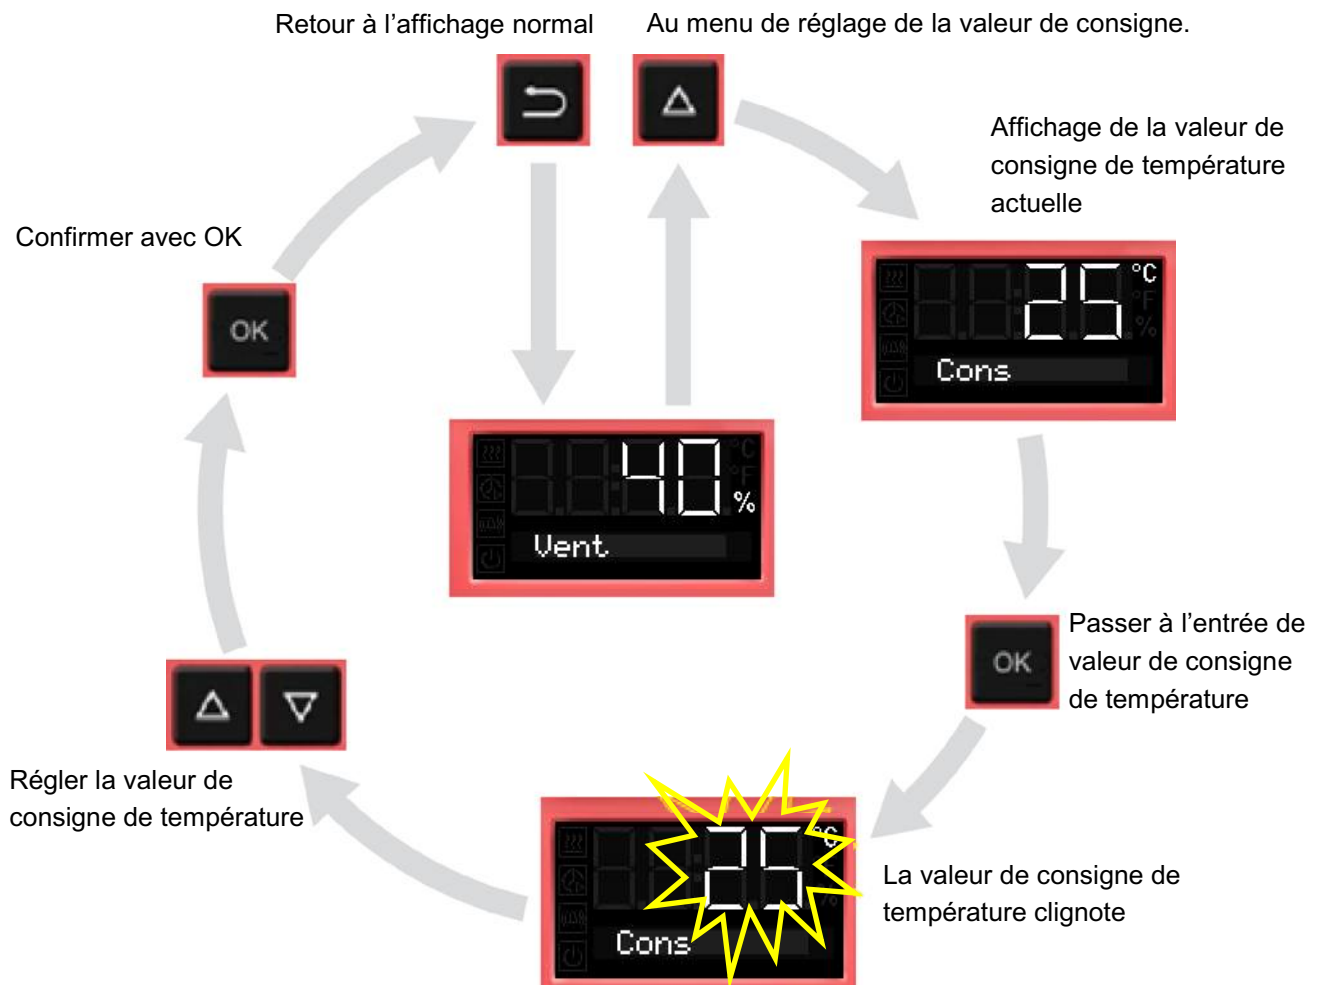 Retour à l’affichage normal
Au menu de réglage de la valeur de consigne.
Affichage de la valeur de
consigne de température
actuelle
Confirmer avec OK
OK
25 °C
°F
%
Cons
40 °C
°F
%
Vent
OK
Passer à l’entrée de
valeur de consigne
de température
Régler la valeur de
consigne de température
25 °C
%
Cons
La valeur de consigne de
température clignote